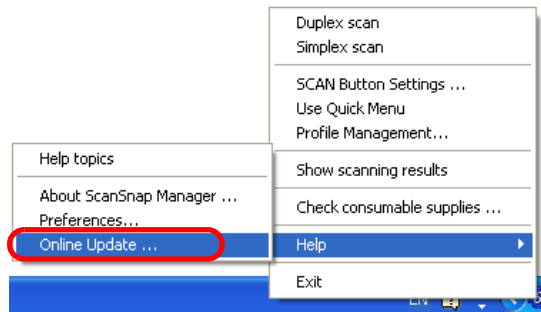 Duplex scan
Simplex scan
SCAN Button Settings ...
Use Quick Menu
Profile Management...
Show scanning results
Check consumable supplies ...
Help
Exit
Help topics
About ScanSnap Manager ...
Preferences...
Online Update ...
EN